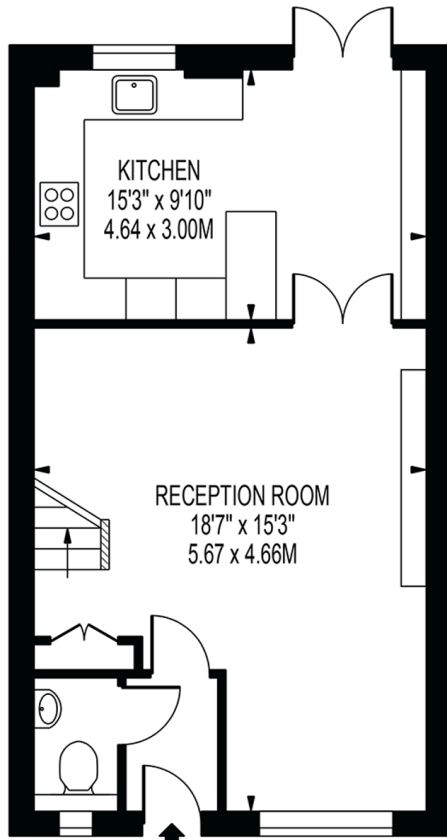 KITCHEN
15'3" x 9'10"
4.64 x 3.00M
RECEPTION ROOM
18'7" x 15'3"
5.67 x 4.66M